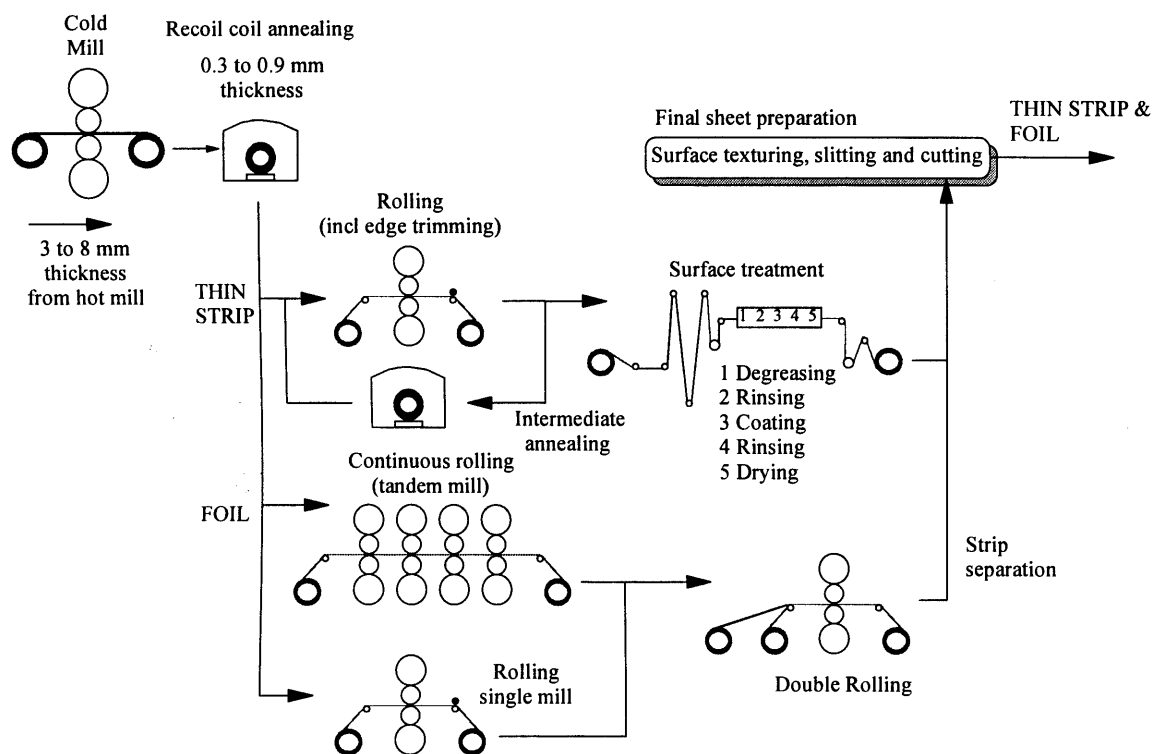 Cold
Mill
Recoil coil annealing
0.3 to 0.9 mm
thickness
3 to 8 mm
thickness
from hot mill
Final sheet preparation
Surface texturing, slitting and cutting
THIN STRIP &
FOIL
Rolling
(incl edge trimming)
THIN
STRIP
Surface treatment
1 2 3 4 5
1 Degreasing
2 Rinsing
3 Coating
4 Rinsing
5 Drying
Intermediate
annealing
Continuous rolling
(tandem mill)
FOIL
Strip
separation
Rolling
single mill
Double Rolling